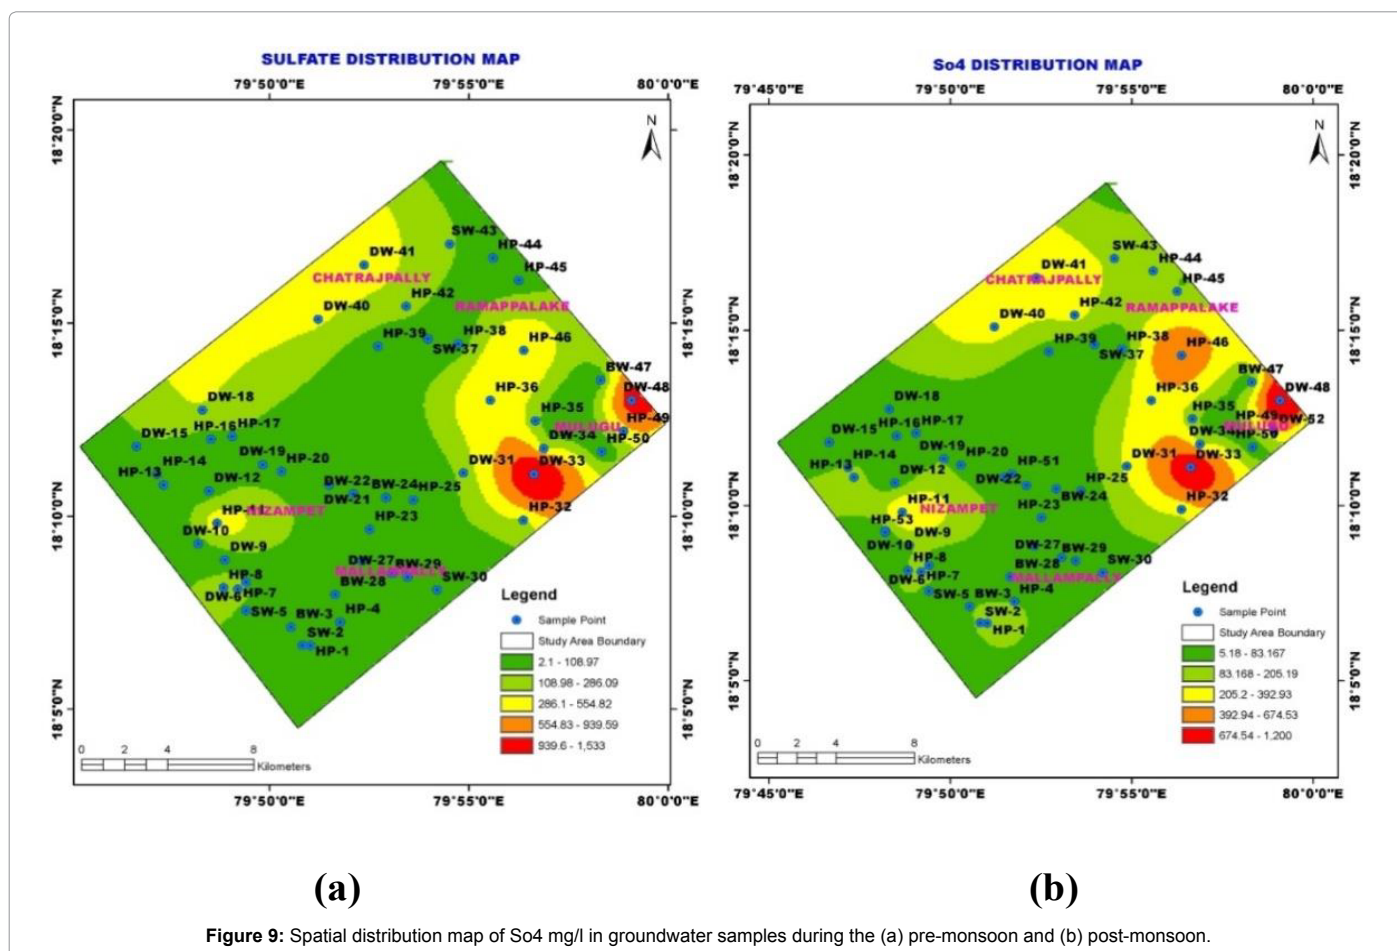 SULFATE DISTRIBUTION MAP
79°50'0"E
79°55'0"E
80°0'0"E
18°20'0"N
18°15'0"N
18°10'0"N
18°5'0"N
N
SW-43
HP-44
DW-41
CHATRAJPALLY
HP-45
HP-42
RAMAPPALAKE
DW-40
HP-39
HP-38
SW-37
HP-46
BW-47
DW-48
HP-36
HP-35
HP-49
MULUGU
DW-34
HP-50
DW-18
HP-16
HP-17
DW-15
DW-19
HP-14
HP-20
HP-13
DW-12
DW-31
DW-33
DW-22
BW-24
HP-25
DW-21
HP-11
NIZAMPET
HP-32
HP-23
DW-10
DW-9
DW-27
BW-29
MALLAMPALLY
HP-8
BW-28
SW-30
DW-6
HP-7
SW-5
BW-3
HP-4
SW-2
HP-1
Legend
Sample Point
Study Area Boundary
2.1 - 108.97
108.98 - 286.09
286.1 - 554.82
554.83 - 939.59
939.6 - 1,533
0 2 4 8
Kilometers
79°50'0"E
79°55'0"E
80°0'0"E
(a)
So4 DISTRIBUTION MAP
79°45'0"E
79°50'0"E
79°55'0"E
80°0'0"E
18°20'0"N
18°20'0"N
18°15'0"N
18°15'0"N
18°10'0"N
18°10'0"N
18°5'0"N
18°5'0"N
N
SW-43
HP-44
DW-41
CHATRAJPALLY
HP-45
HP-42
RAMAPPALAKE
DW-40
HP-39
HP-38
SW-37
HP-46
BW-47
DW-48
HP-36
HP-35
HP-49
DW-52
MULUGU
HP-50
DW-18
HP-16
HP-17
DW-15
DW-19
HP-14
HP-20
HP-51
HP-13
DW-12
DW-31
DW-33
DW-22
HP-25
BW-24
HP-11
NIZAMPET
HP-32
HP-23
HP-53
DW-9
DW-10
DW-27
BW-29
HP-8
BW-28
SW-30
DW-6
HP-7
MALLAMPALLY
SW-5
BW-3
HP-4
SW-2
HP-1
Legend
Sample Point
Study Area Boundary
5.18 - 83.167
83.168 - 205.19
205.2 - 392.93
392.94 - 674.53
674.54 - 1,200
0 2 4 8
Kilometers
79°45'0"E
79°50'0"E
79°55'0"E
80°0'0"E
(b)
Figure 9: Spatial distribution map of So4 mg/l in groundwater samples during the (a) pre-monsoon and (b) post-monsoon.